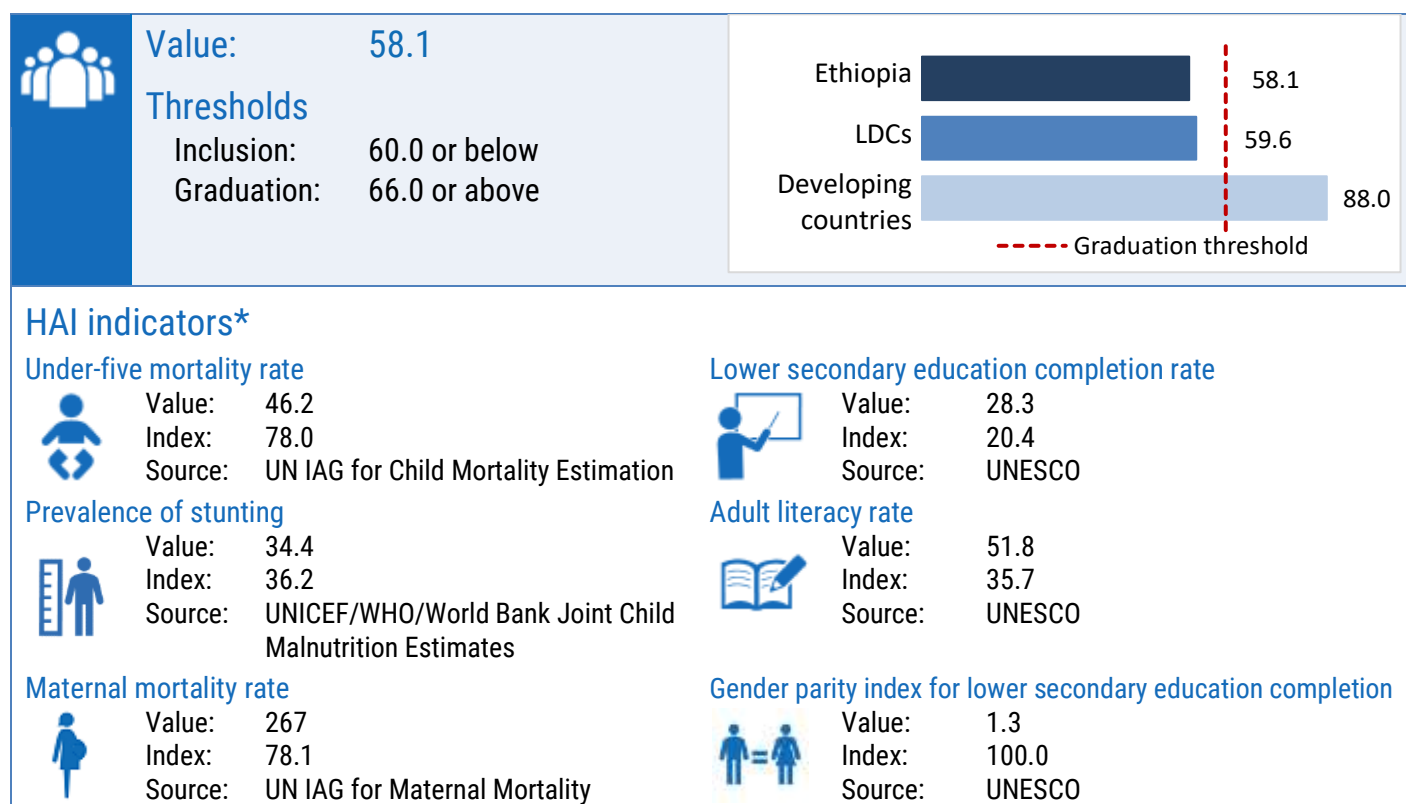 Value: 58.1
Thresholds
Inclusion: 60.0 or below
Graduation: 66.0 or above
Ethiopia 58.1
LDCs 59.6
Developing
countries
88.0
Graduation threshold
HAI indicators*
Under-five mortality rate
Value: 46.2
Index: 78.0
Source: UN IAG for Child Mortality Estimation
Prevalence of stunting
Value: 34.4
Index: 36.2
Source: UNICEF/WHO/World Bank Joint Child
Malnutrition Estimates
Maternal mortality rate
Value: 267
Index: 78.1
Source: UN IAG for Maternal Mortality
Lower secondary education completion rate
Value: 28.3
Index: 20.4
Source: UNESCO
Adult literacy rate
Value: 51.8
Index: 35.7
Source: UNESCO
Gender parity index for lower secondary education completion
Value: 1.3
Index: 100.0
Source: UNESCO